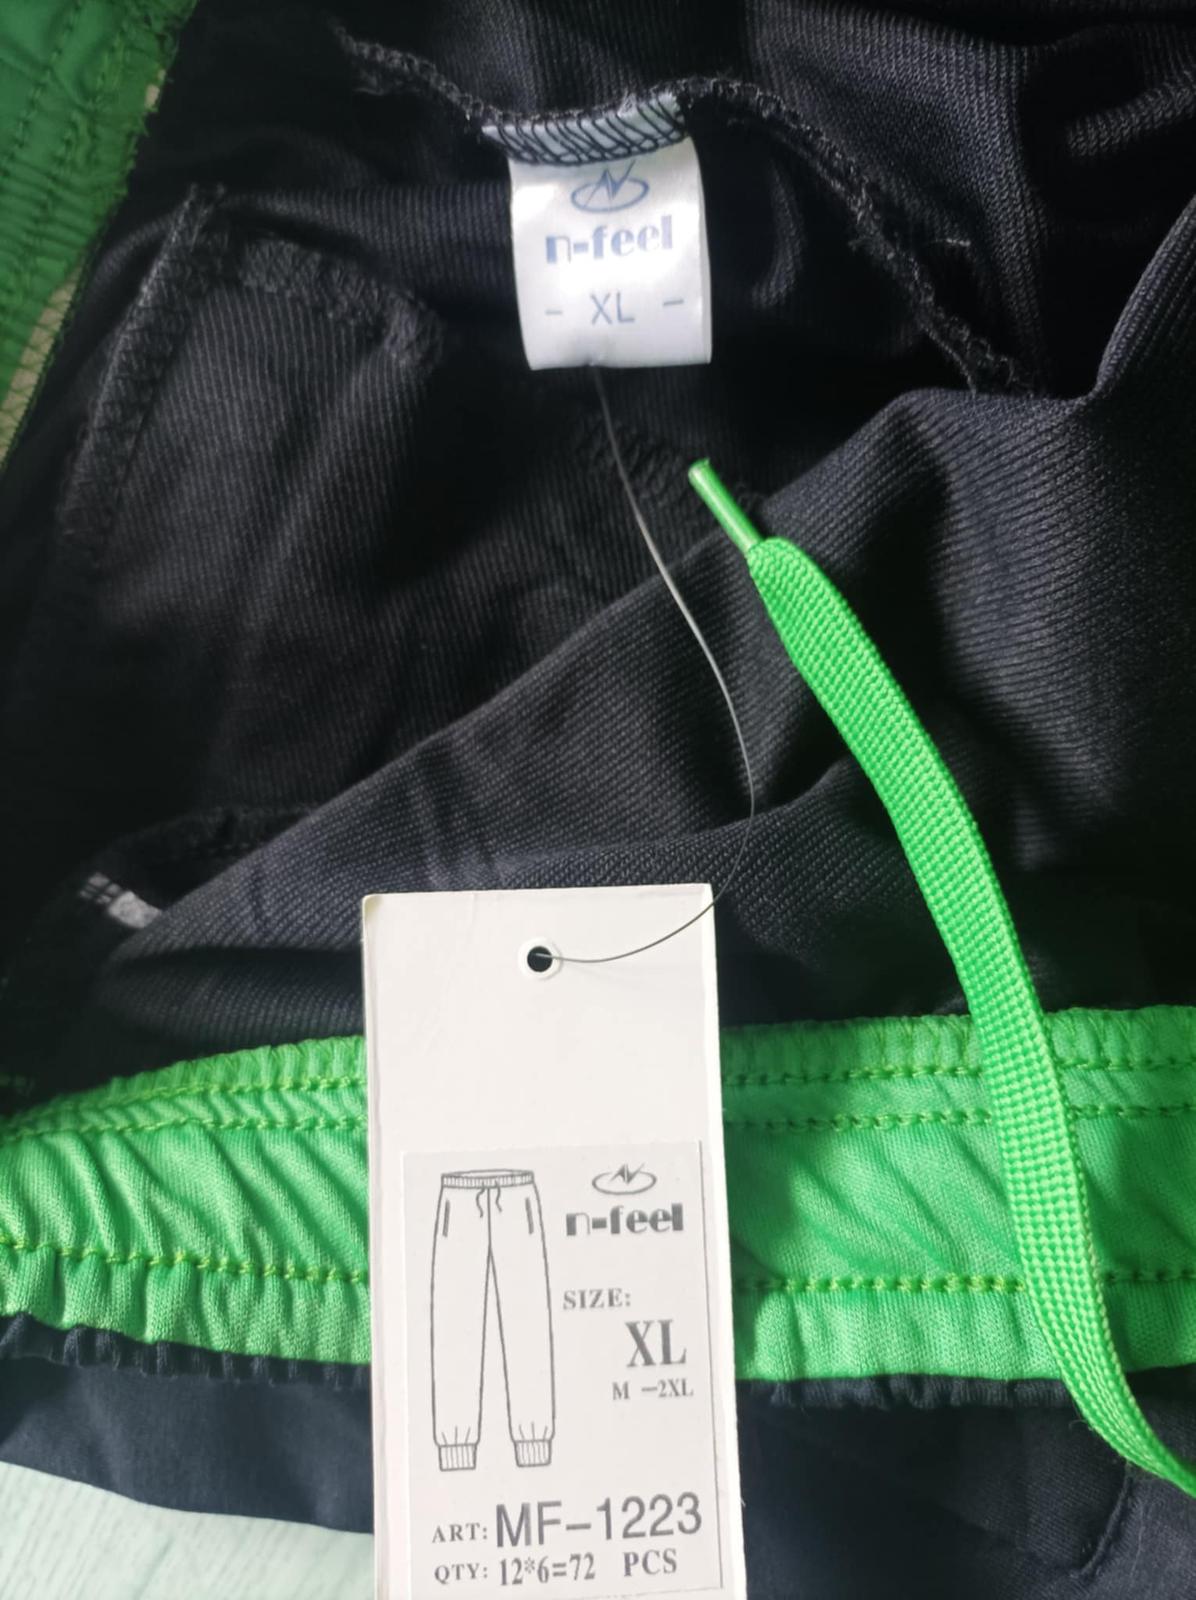 n-feel
- XL -
n-feel
SIZE:
XL
M -2XL
ART: MF-1223
QTY: 12*6=72 PCS